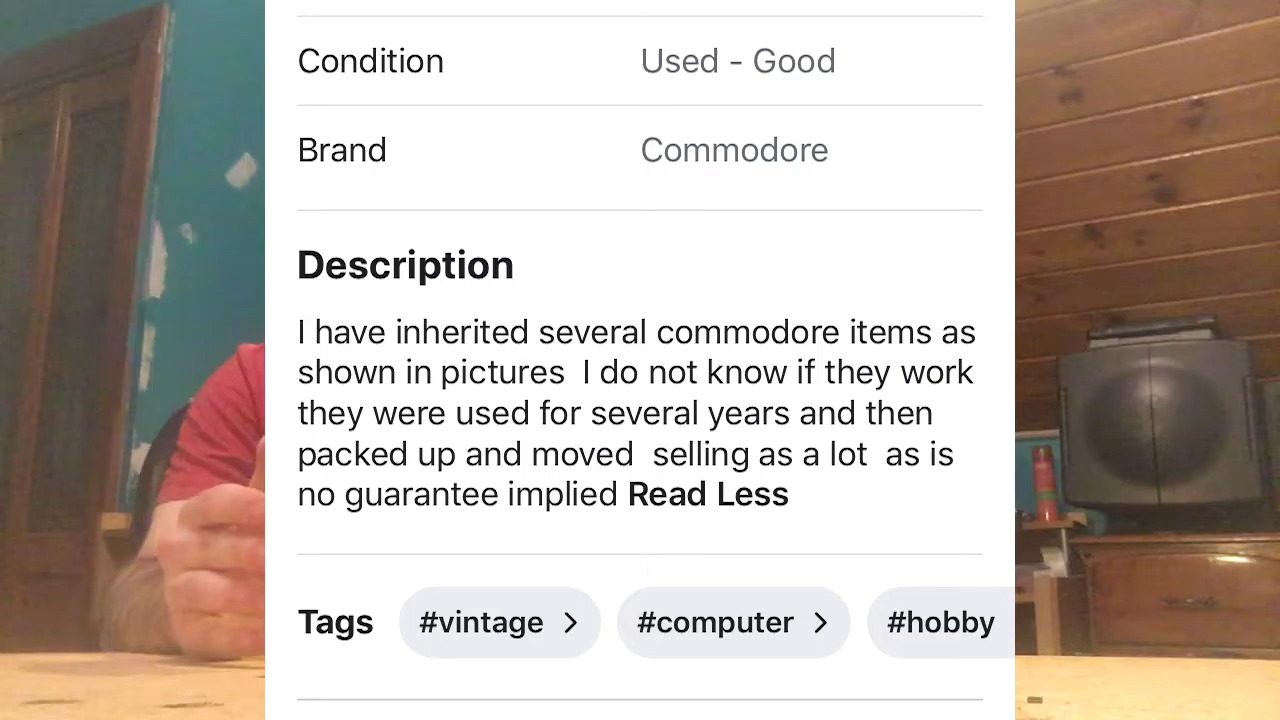 Condition Used - Good
Brand Commodore
Description
I have inherited several commodore items as
shown in pictures  I do not know if they work
they were used for several years and then
packed up and moved  selling as a lot  as is
no guarantee implied Read Less
Tags #vintage > #computer > #hobby